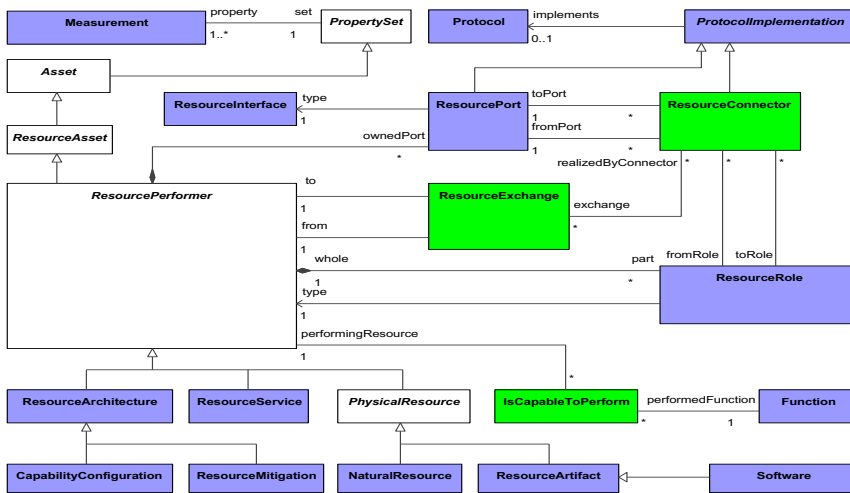 property
set
Measurement
1..*
1
PropertySet
Protocol
implements
0..1
ProtocolImplementation
Asset
ResourceInterface
type
1
ResourcePort
toPort
1
*
fromPort
1
*
ResourceConnector
ResourceAsset
ownedPort
*
realizedByConnector
*
*
*
ResourcePerformer
to
1
ResourceExchange
exchange
*
from
1
whole
1
part
*
fromRole
toRole
ResourceRole
type
1
performingResource
1
*
ResourceArchitecture
ResourceService
PhysicalResource
IsCapableToPerform
performedFunction
*
1
Function
CapabilityConfiguration
ResourceMitigation
NaturalResource
ResourceArtifact
Software